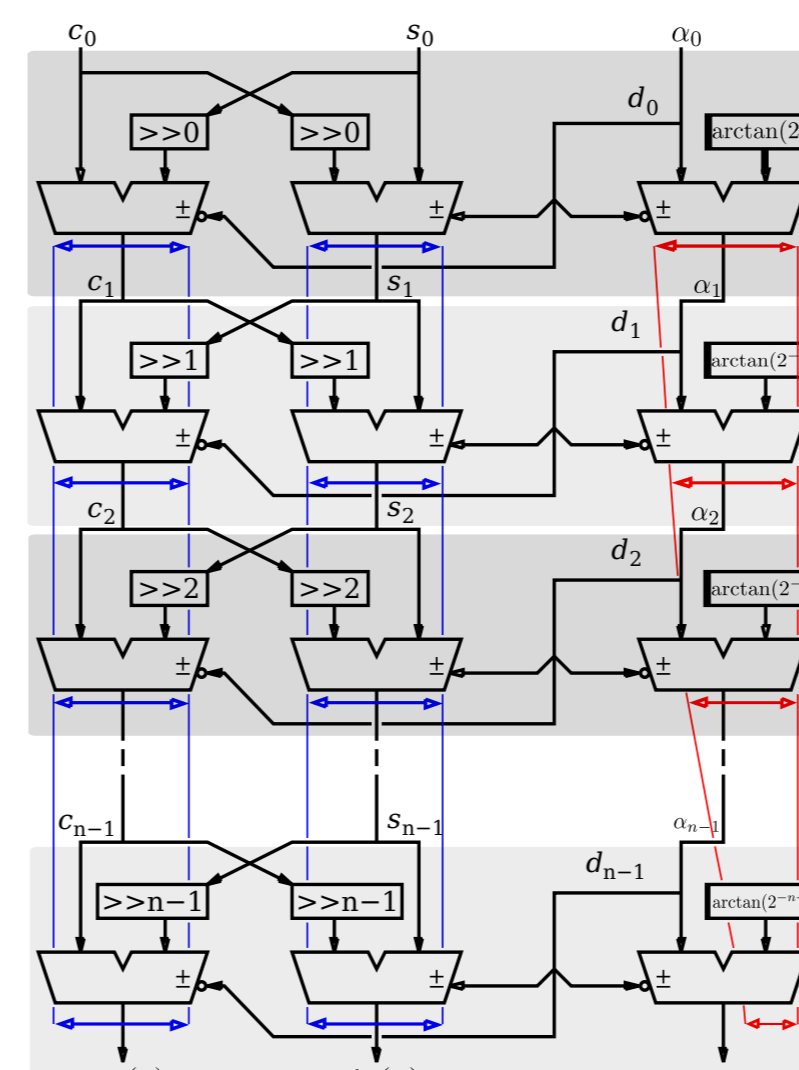 c₀ s₀ α₀
d₀
>>0 >>0 arctan(2
± ± ±
c₁ s₁ α₁
d₁
>>1 >>1 arctan(2⁻
± ± ±
c₂ s₂ α₂
d₂
>>2 >>2 arctan(2⁻
± ± ±
cₙ₋₁ sₙ₋₁ αₙ₋₁
dₙ₋₁
>>n−1 >>n−1 arctan(2⁻ⁿ
± ± ±